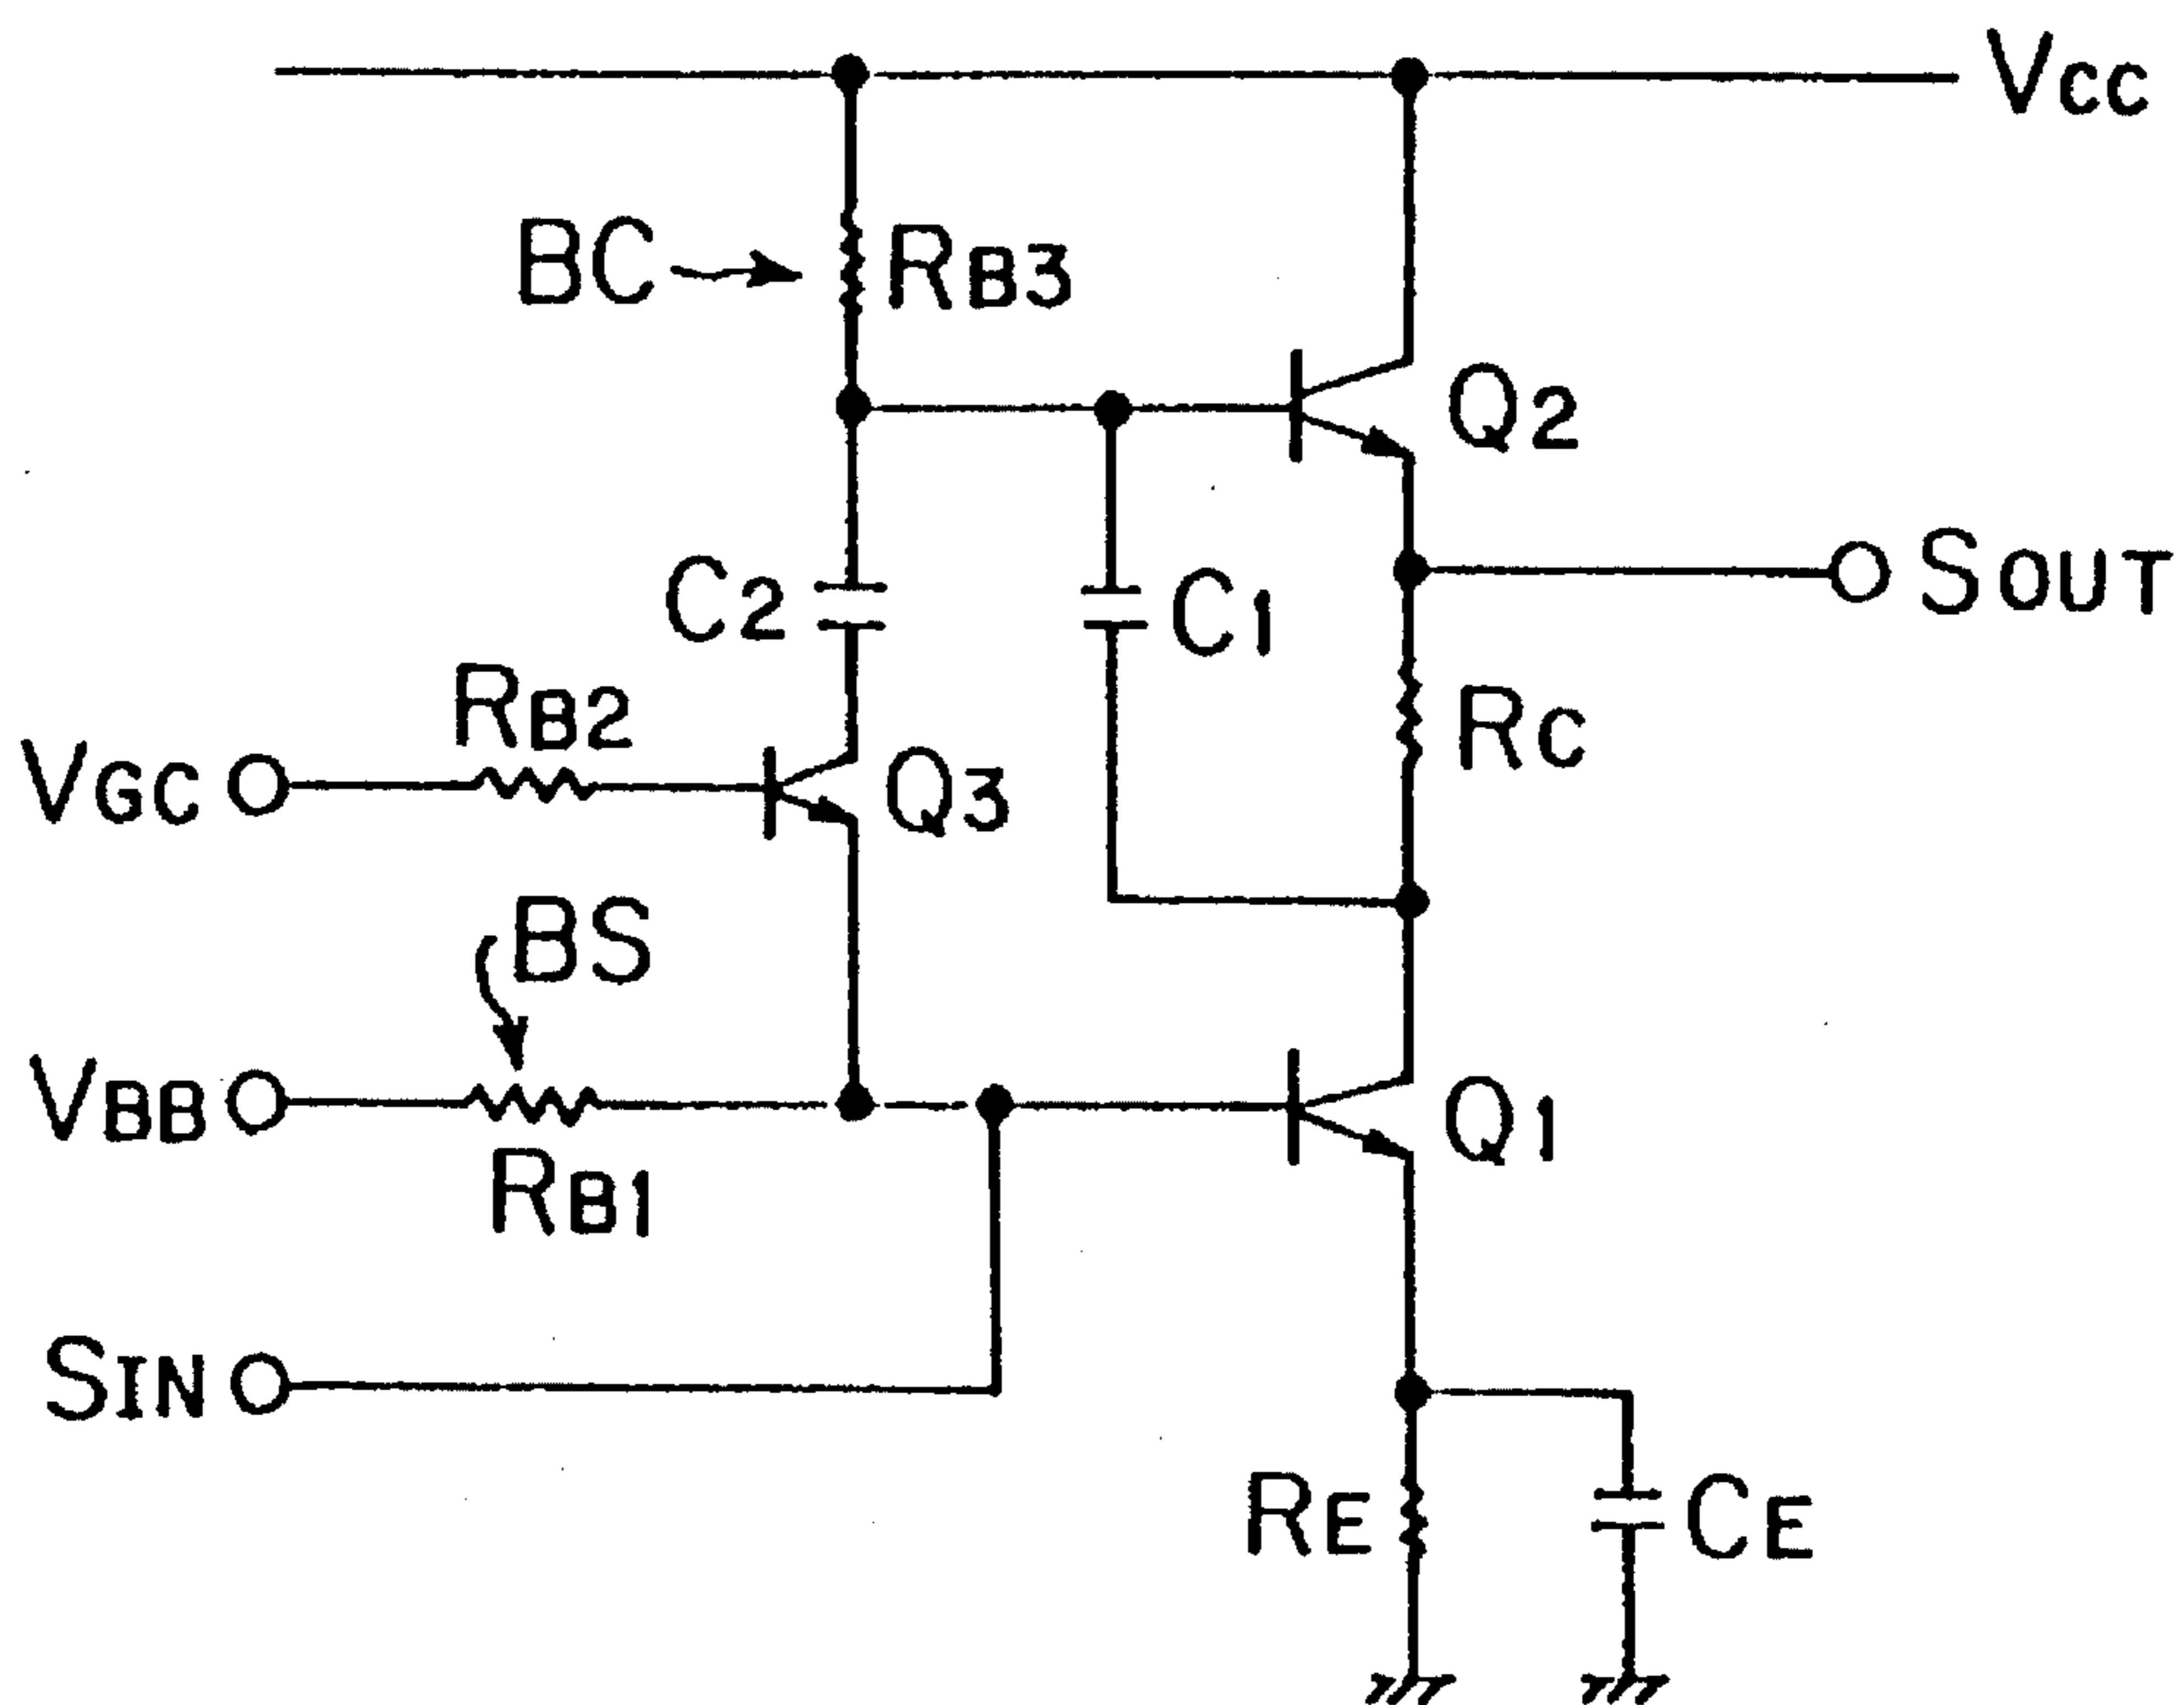 Vcc
BC
RB3
Q2
C2
C1
SOUT
RB2
RC
VGC
Q3
BS
VBB
Q1
RB1
SIN
RE
CE